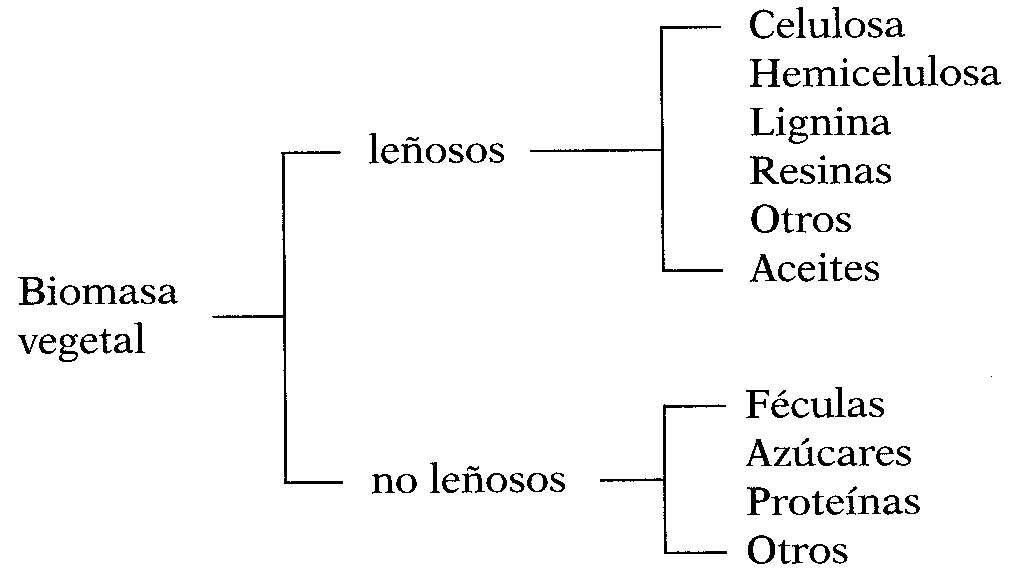 Biomasa
vegetal
leñosos
Celulosa
Hemicelulosa
Lignina
Resinas
Otros
Aceites
no leñosos
Féculas
Azúcares
Proteínas
Otros